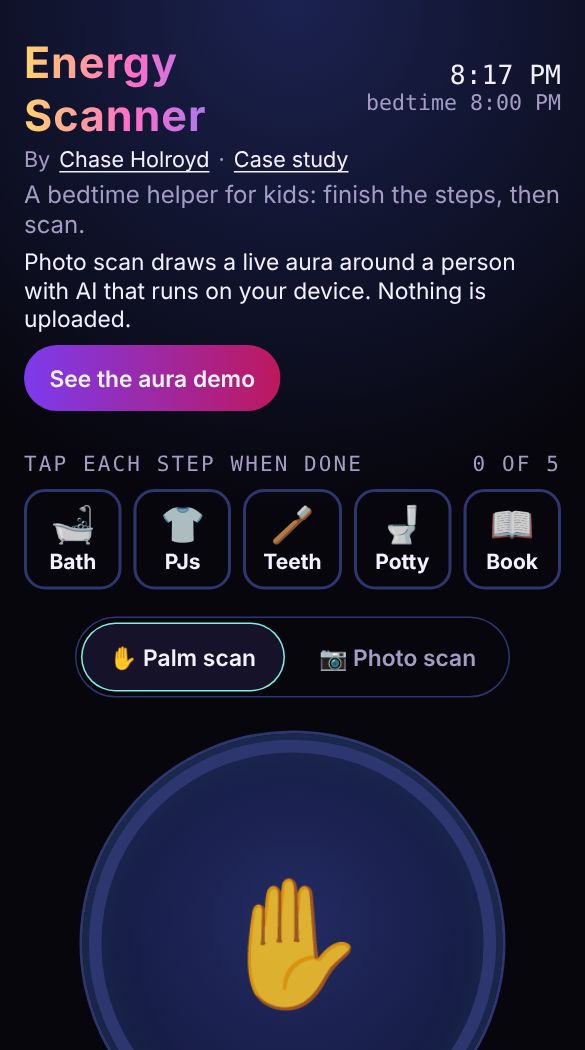 Energy
Scanner
8:17 PM
bedtime 8:00 PM
By Chase Holroyd · Case study
A bedtime helper for kids: finish the steps, then
scan.
Photo scan draws a live aura around a person
with AI that runs on your device. Nothing is
uploaded.
See the aura demo
TAP EACH STEP WHEN DONE 0 OF 5
Bath PJs Teeth Potty Book
Palm scan Photo scan